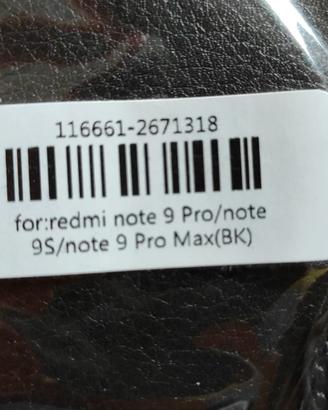 116661-2671318
for:redmi note 9 Pro/note
9S/note 9 Pro Max(BK)